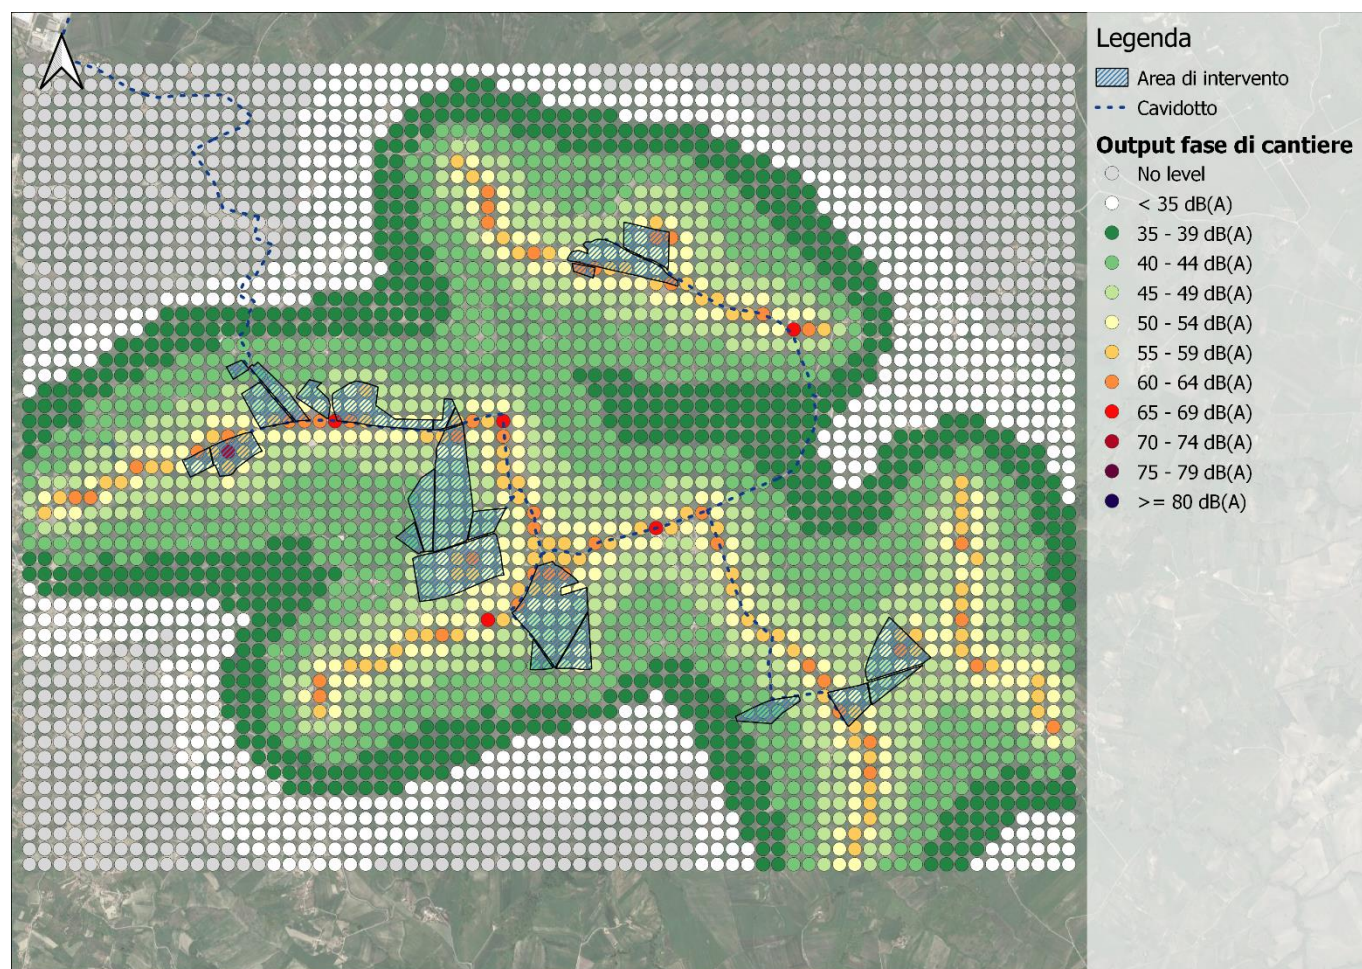 Legenda
Area di intervento
Cavidotto
Output fase di cantiere
No level
< 35 dB(A)
35 - 39 dB(A)
40 - 44 dB(A)
45 - 49 dB(A)
50 - 54 dB(A)
55 - 59 dB(A)
60 - 64 dB(A)
65 - 69 dB(A)
70 - 74 dB(A)
75 - 79 dB(A)
>= 80 dB(A)